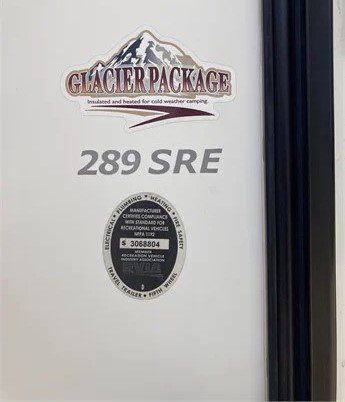 GLACIER PACKAGE
Insulated and heated for cold weather camping.
289 SRE
ELECTRICAL • PLUMBING • HEATING • FIRE SAFETY
MANUFACTURER
CERTIFIES COMPLIANCE
WITH STANDARD FOR
RECREATIONAL VEHICLES
NFPA 1192
S 3068804
MEMBER
RECREATION VEHICLE
INDUSTRY ASSOCIATION
RVIA
TRAVEL TRAILER • FIFTH WHEEL